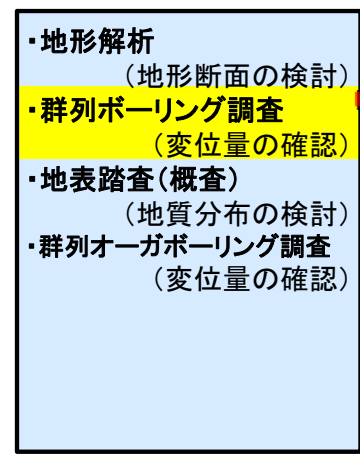 ・地形解析
(地形断面の検討)
・群列ボーリング調査
(変位量の確認)
・地表踏査(概査)
(地質分布の検討)
・群列オーガボーリング調査
(変位量の確認)